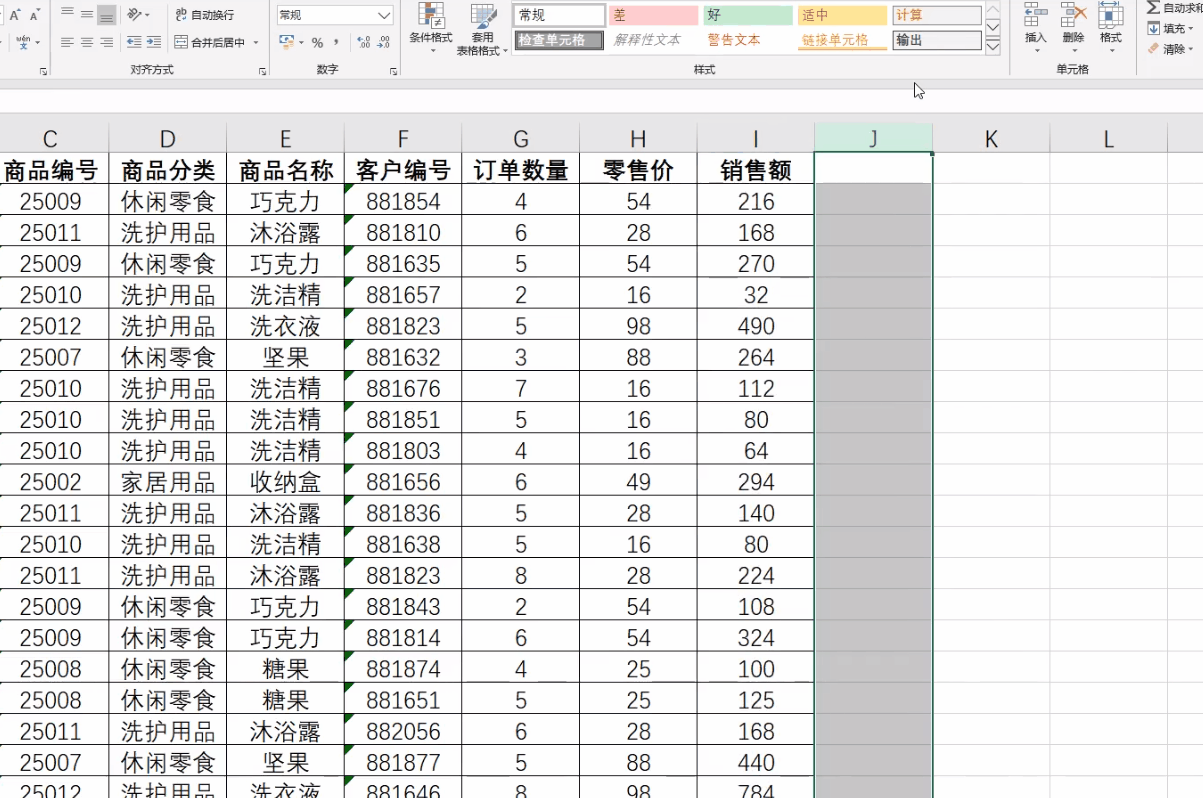 A A 自动换行 常规 常规 差 好 适中 计算 自动求和
wén 合并后居中 % , .00 条件格式 套用 表格格式 检查单元格 解释性文本 警告文本 链接单元格 输出 插入 删除 格式 填充
清除
对齐方式 数字 样式 单元格
C D E F G H I J K L
商品编号 商品分类 商品名称 客户编号 订单数量 零售价 销售额
25009 休闲零食 巧克力 881854 4 54 216
25011 洗护用品 沐浴露 881810 6 28 168
25009 休闲零食 巧克力 881635 5 54 270
25010 洗护用品 洗洁精 881657 2 16 32
25012 洗护用品 洗衣液 881823 5 98 490
25007 休闲零食 坚果 881632 3 88 264
25010 洗护用品 洗洁精 881676 7 16 112
25010 洗护用品 洗洁精 881851 5 16 80
25010 洗护用品 洗洁精 881803 4 16 64
25002 家居用品 收纳盒 881656 6 49 294
25011 洗护用品 沐浴露 881836 5 28 140
25010 洗护用品 洗洁精 881638 5 16 80
25011 洗护用品 沐浴露 881823 8 28 224
25009 休闲零食 巧克力 881843 2 54 108
25009 休闲零食 巧克力 881814 6 54 324
25008 休闲零食 糖果 881874 4 25 100
25008 休闲零食 糖果 881651 5 25 125
25011 洗护用品 沐浴露 882056 6 28 168
25007 休闲零食 坚果 881877 5 88 440
25012 洗护用品 洗衣液 881646 8 98 784